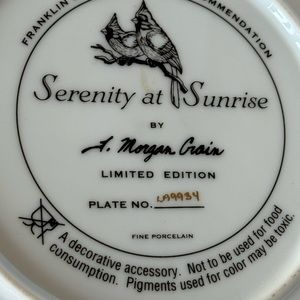 FRANKLIN
COMMENDATION
Serenity at Sunrise
BY
J. Morgan Crain
LIMITED EDITION
PLATE NO. LA9934
FINE PORCELAIN
A decorative accessory. Not to be used for food
consumption. Pigments used for color may be toxic.